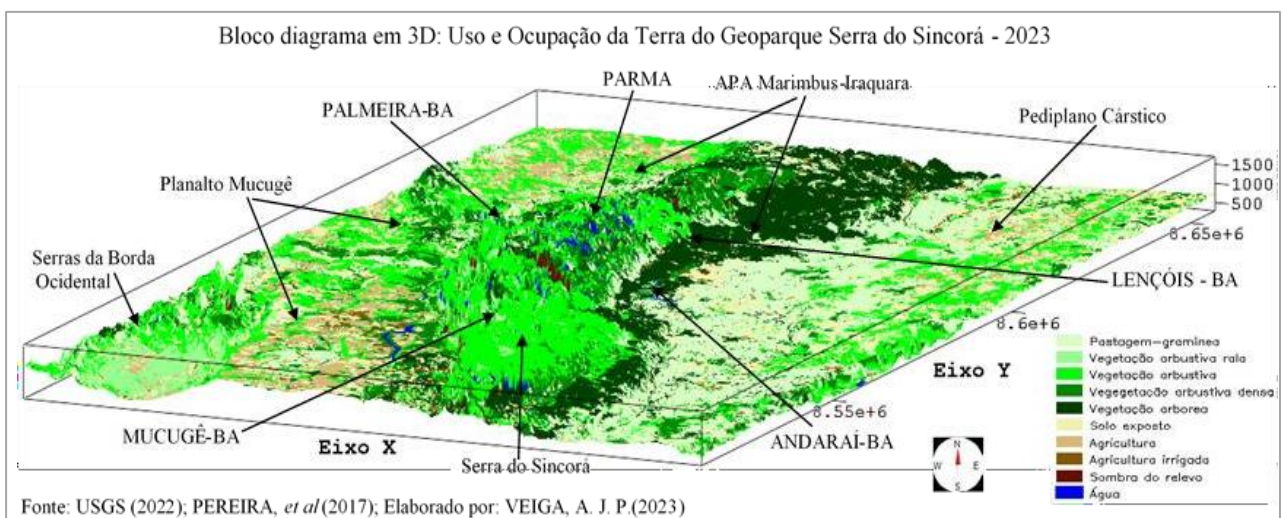 Bloco diagrama em 3D: Uso e Ocupação da Terra do Geoparque Serra do Sincorá - 2023
PARMA
APA Marimbus-Iraquara
PALMEIRA-BA
Pediplano Cárstico
Planalto Mucugê
1500
1000
500
8.65e+6
Serras da Borda
Ocidental
LENÇÓIS - BA
8.6e+6
Eixo Y
8.55e+6
Pastagem-gramínea
Vegetação arbustiva rala
Vegetação arbustiva
Vegegetação arbustiva densa
Vegetação arborea
Solo exposto
Agrícultura
Agrícultura irrígada
Sombra do relevo
Água
N
W E
S
MUCUGÊ-BA
Eixo X
Serra do Sincorá
ANDARAÍ-BA
Fonte: USGS (2022); PEREIRA, et al (2017); Elaborado por: VEIGA, A. J. P.(2023)